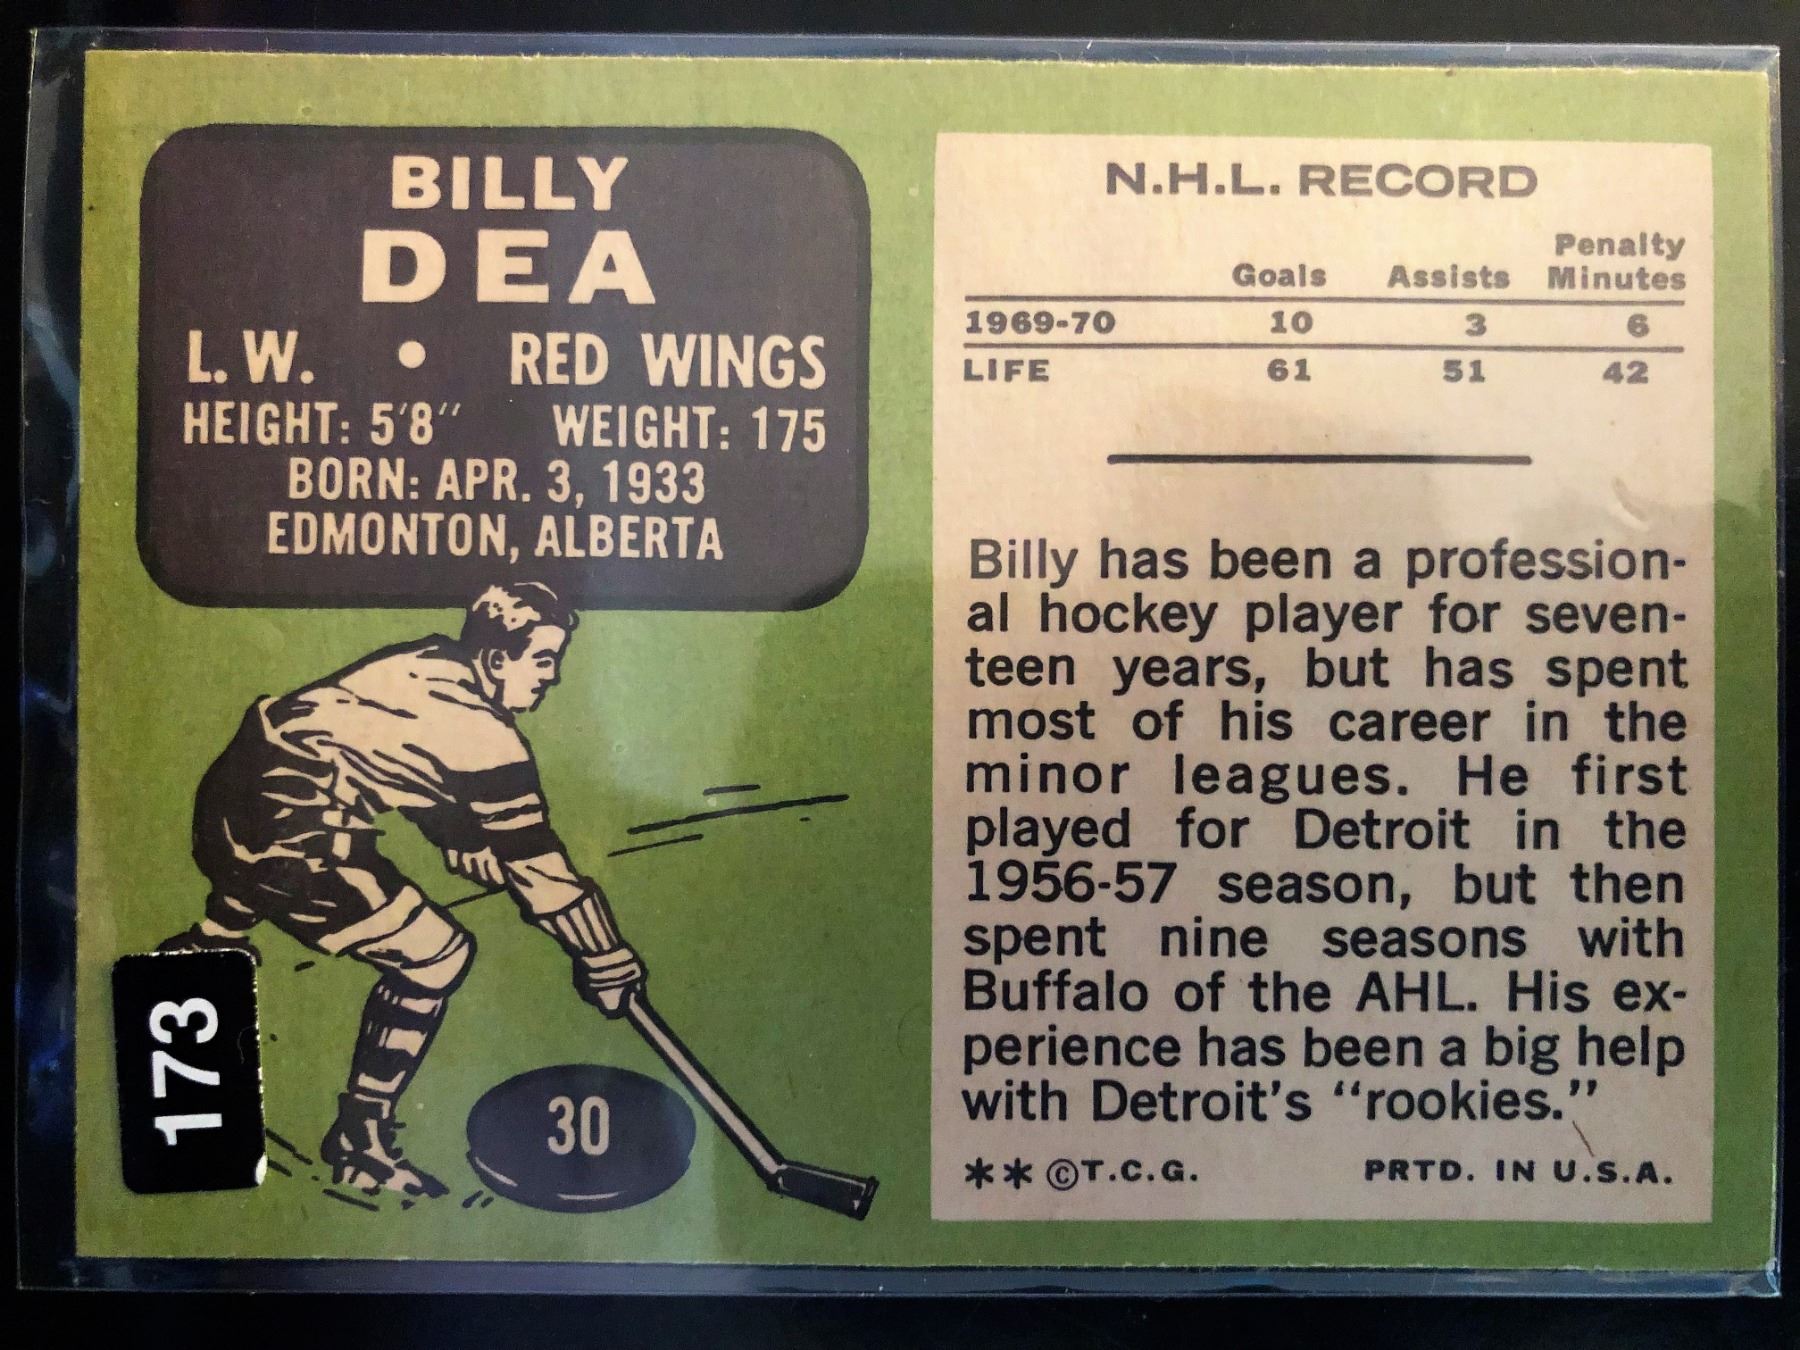 BILLY
DEA
L. W. • RED WINGS
HEIGHT: 5'8" WEIGHT: 175
BORN: APR. 3, 1933
EDMONTON, ALBERTA
173
30
N.H.L. RECORD
Penalty
Goals Assists Minutes
1969-70 10 3 6
LIFE 61 51 42
Billy has been a profession-
al hockey player for seven-
teen years, but has spent
most of his career in the
minor leagues. He first
played for Detroit in the
1956-57 season, but then
spent nine seasons with
Buffalo of the AHL. His ex-
perience has been a big help
with Detroit's “rookies.”
** ©T.C.G. PRTD. IN U.S.A.